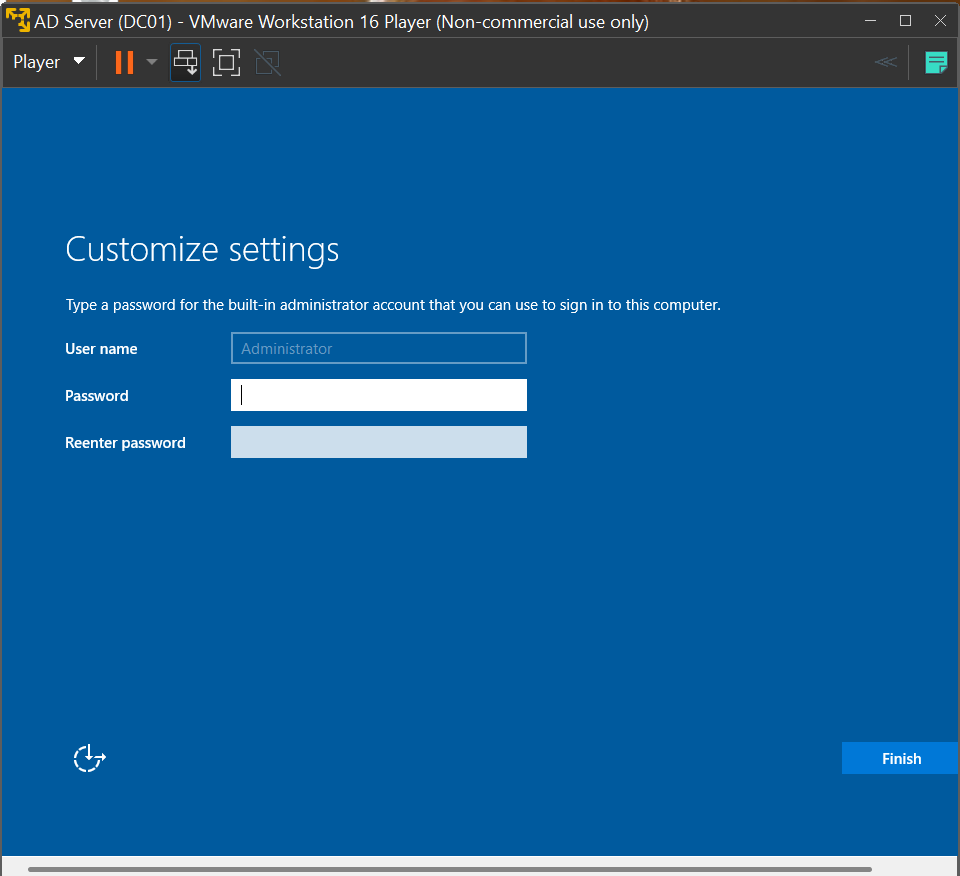 AD Server (DC01) - VMware Workstation 16 Player (Non-commercial use only)
Player
Customize settings
Type a password for the built-in administrator account that you can use to sign in to this computer.
User name Administrator
Password
Reenter password
Finish